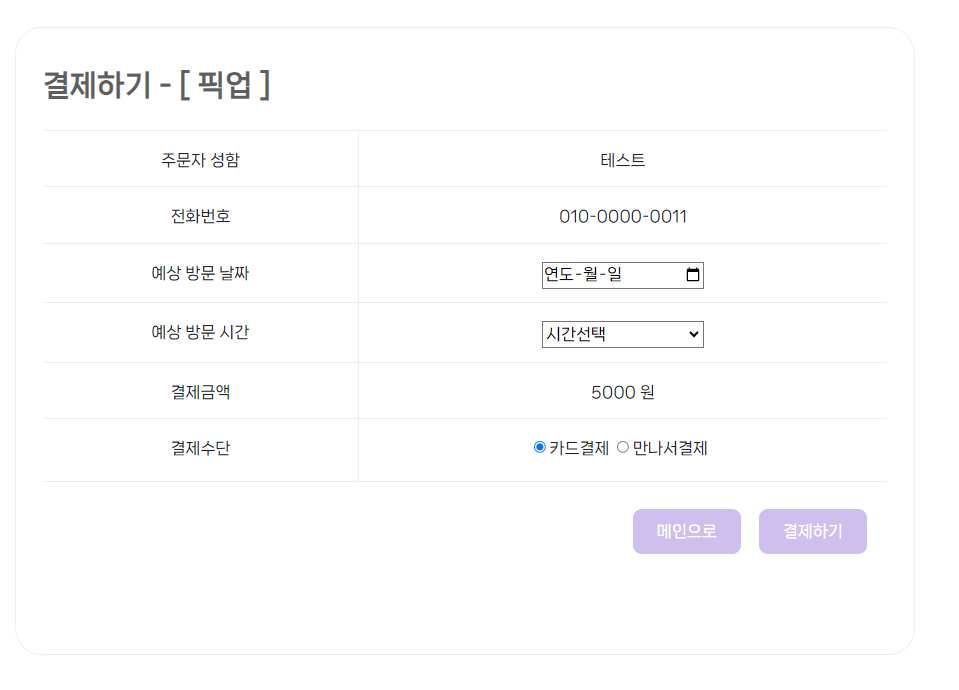 결제하기 - [ 픽업 ]
주문자 성함 테스트
전화번호 010-0000-0011
예상 방문 날짜 연도-월-일
예상 방문 시간 시간선택
결제금액 5000 원
결제수단 카드결제 만나서결제
메인으로 결제하기